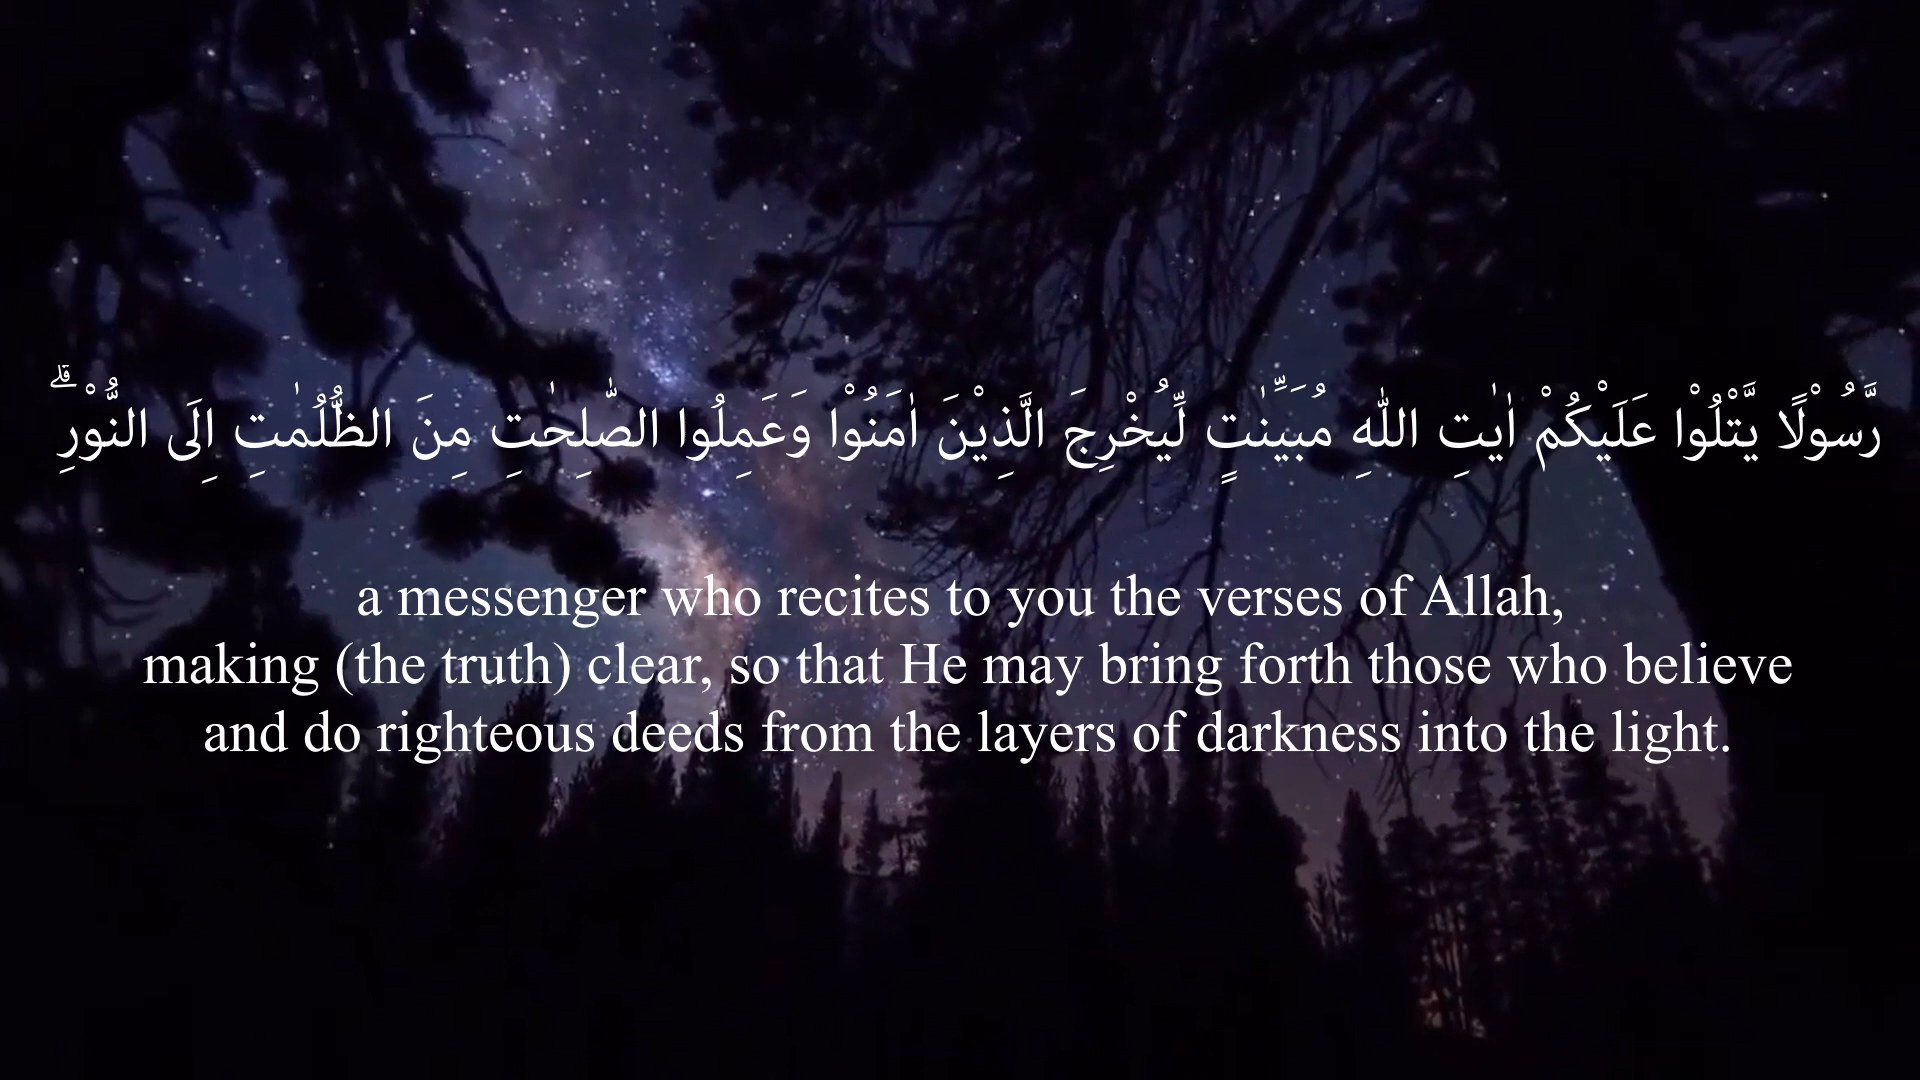 رَّسُوْلًا يَّتْلُوْا عَلَيْكُمْ اٰيٰتِ اللّٰهِ مُبَيِّنٰتٍ لِّيُخْرِجَ الَّذِيْنَ اٰمَنُوْا وَعَمِلُوا الصّٰلِحٰتِ مِنَ الظُّلُمٰتِ اِلَى النُّوْرِۗ
a messenger who recites to you the verses of Allah,
making (the truth) clear, so that He may bring forth those who believe
and do righteous deeds from the layers of darkness into the light.